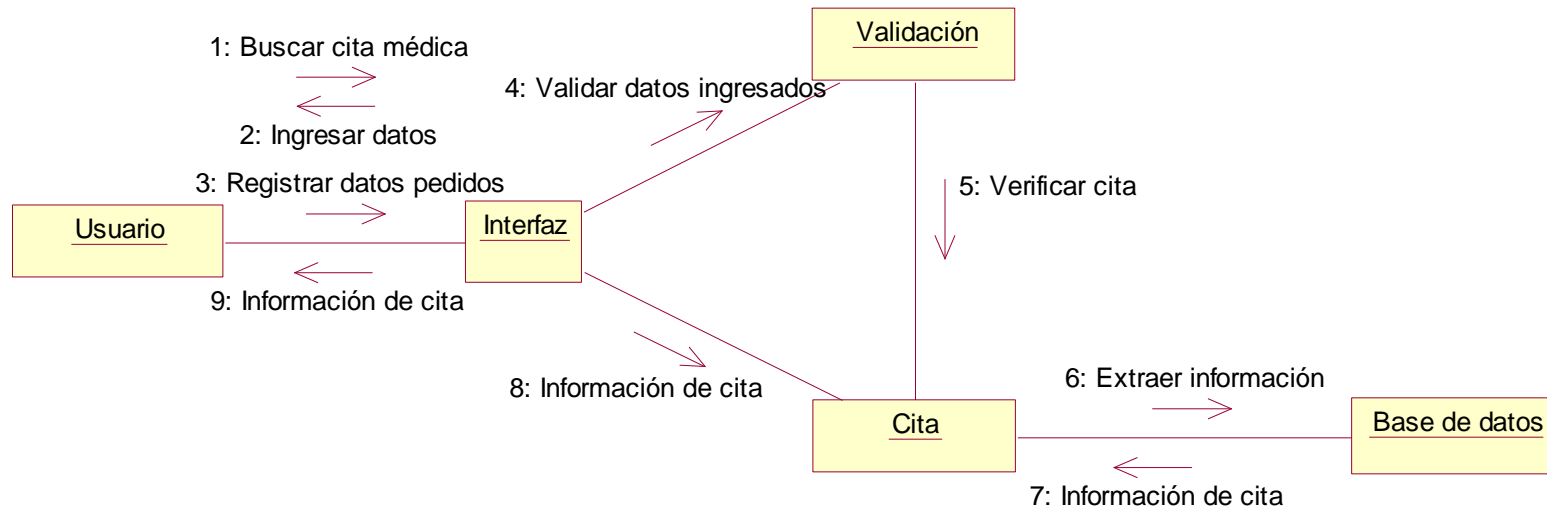 Validación
1: Buscar cita médica
4: Validar datos ingresados
2: Ingresar datos
3: Registrar datos pedidos
5: Verificar cita
Usuario
Interfaz
9: Información de cita
8: Información de cita
6: Extraer información
Cita
Base de datos
7: Información de cita